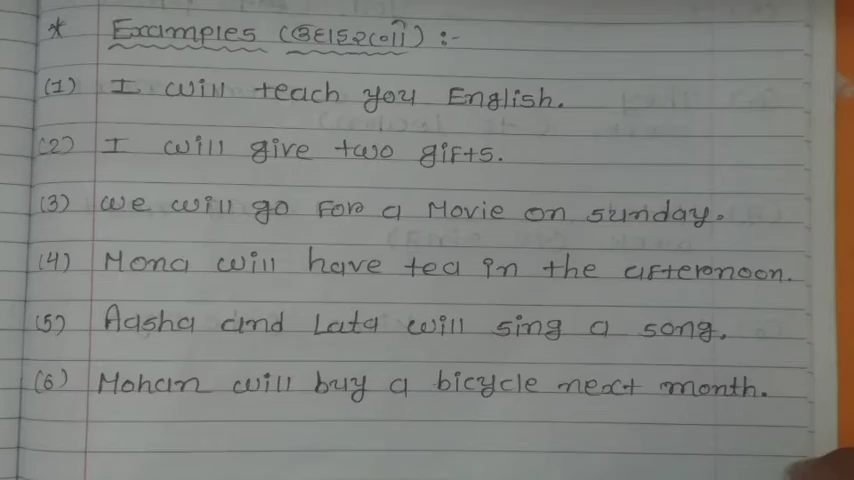 * Examples (ઉદાહરણો) :-
(1) I will teach you English.
(2) I will give two gifts.
(3) We will go for a Movie on sunday.
(4) Mona will have tea in the afternoon.
(5) Aasha and Lata will sing a song.
(6) Mohan will buy a bicycle next month.